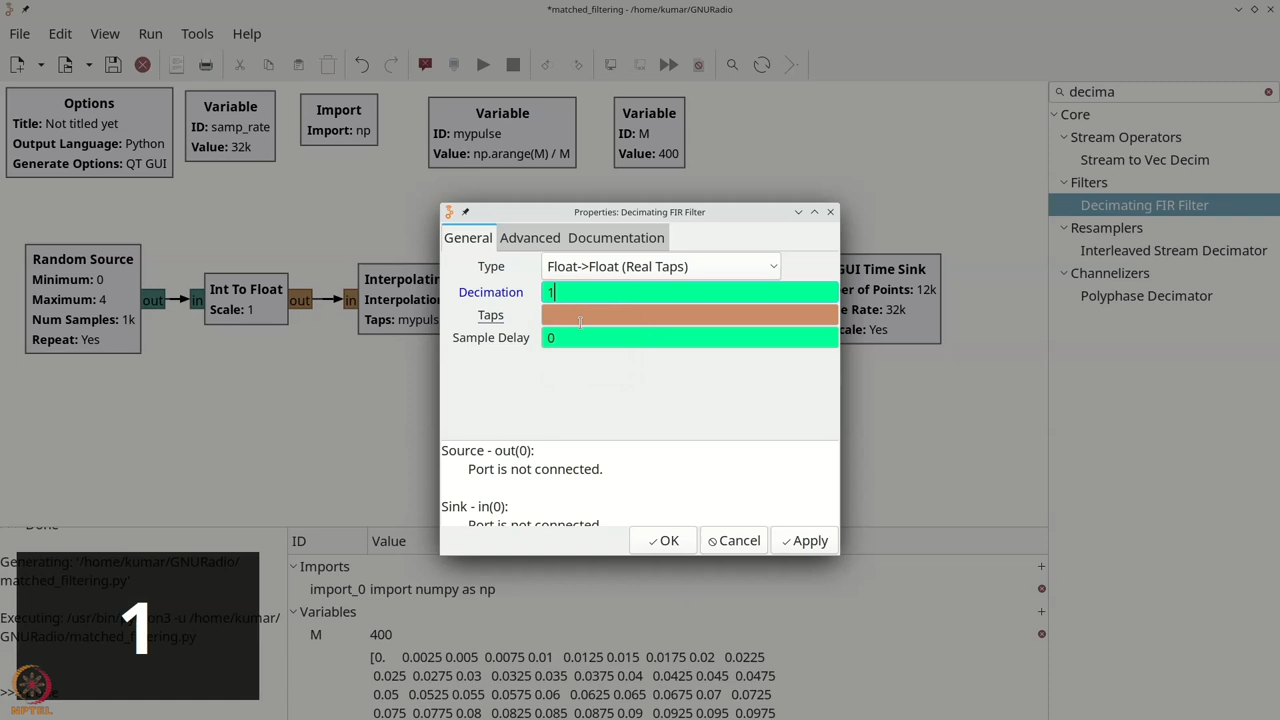 *matched_filtering - /home/kumar/GNURadio
File Edit View Run Tools Help
Options
Title: Not titled yet
Output Language: Python
Generate Options: QT GUI
Variable
ID: samp_rate
Value: 32k
Import
Import: np
Variable
ID: mypulse
Value: np.arange(M) / M
Variable
ID: M
Value: 400
decima
Core
Stream Operators
Stream to Vec Decim
Filters
Decimating FIR Filter
Resamplers
Interleaved Stream Decimator
Channelizers
Polyphase Decimator
Random Source
Minimum: 0
Maximum: 4
Num Samples: 1k
Repeat: Yes
out
in
Int To Float
Scale: 1
out
in
Interpolatin
Interpolation
Taps: mypuls
GUI Time Sink
er of Points: 12k
e Rate: 32k
cale: Yes
Properties: Decimating FIR Filter
General Advanced Documentation
Type Float->Float (Real Taps)
Decimation 1
Taps
Sample Delay 0
Source - out(0):
Port is not connected.
Sink - in(0):
Port is not connected.
OK Cancel Apply
Generating: '/home/kumar/GNURadio/
matched_filtering.py'
Executing: /usr/bin/python3 -u /home/kumar/
GNURadio/matched_filtering.py
>>>
1
NPTEL
ID Value
Imports
import_0 import numpy as np
Variables
M 400
[0. 0.0025 0.005 0.0075 0.01 0.0125 0.015 0.0175 0.02 0.0225
0.025 0.0275 0.03 0.0325 0.035 0.0375 0.04 0.0425 0.045 0.0475
0.05 0.0525 0.055 0.0575 0.06 0.0625 0.065 0.0675 0.07 0.0725
0.075 0.0775 0.08 0.0825 0.085 0.0875 0.09 0.0925 0.095 0.0975